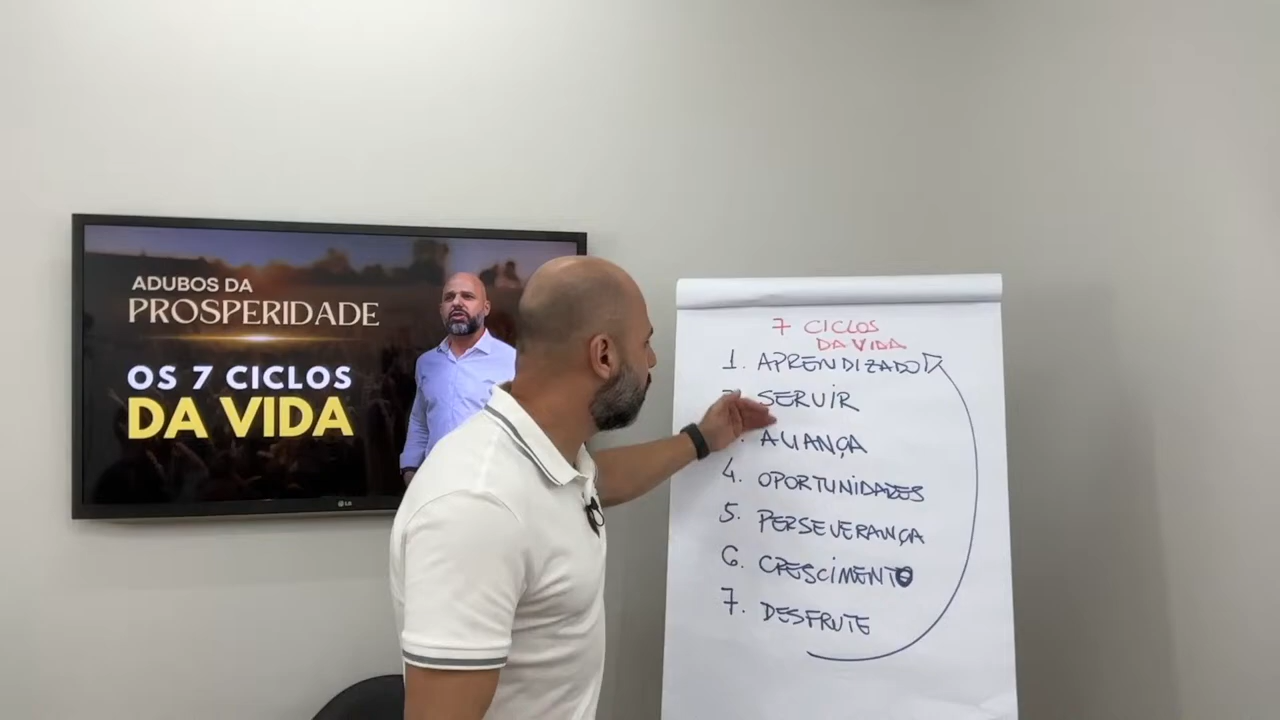 ADUBOS DA
PROSPERIDADE
OS 7 CICLOS
DA VIDA
LG
7 CICLOS
DA VIDA
1. APRENDIZADO
SERVIR
ALIANÇA
4. OPORTUNIDADES
5. PERSEVERANÇA
6. CRESCIMENTO
7. DESFRUTE